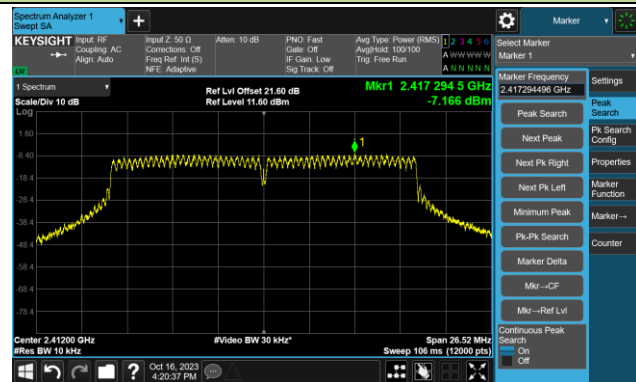 Spectrum Analyzer 1
Swept SA
Marker
KEYSIGHT
Input: RF
Coupling: AC
Align: Auto
Input Z: 50 Ω
Corrections: Off
Freq Ref: Int (S)
NFE: Adaptive
Atten: 10 dB
PNO: Fast
Gate: Off
IF Gain: Low
Sig Track: Off
Avg Type: Power (RMS)
Avg|Hold: 100/100
Trig: Free Run
1 2 3 4 5 6
A W W W W W
A N N N N N
LW
Select Marker
Marker 1
1 Spectrum
Scale/Div 10 dB
Log
Ref Lvl Offset 21.60 dB
Ref Level 11.60 dBm
Mkr1 2.417 294 5 GHz
-7.166 dBm
1
1.60
-8.40
-18.4
-28.4
-38.4
-48.4
-58.4
-68.4
-78.4
Center 2.41200 GHz
#Res BW 10 kHz
#Video BW 30 kHz*
Span 26.52 MHz
Sweep 106 ms (12000 pts)
Marker Frequency
2.417294496 GHz
Peak Search
Next Peak
Next Pk Right
Next Pk Left
Minimum Peak
Pk-Pk Search
Marker Delta
Mkr→CF
Mkr→Ref Lvl
Continuous Peak
Search
On
Off
Settings
Peak
Search
Pk Search
Config
Properties
Marker
Function
Marker→
Counter
?
Oct 16, 2023
4:20:37 PM